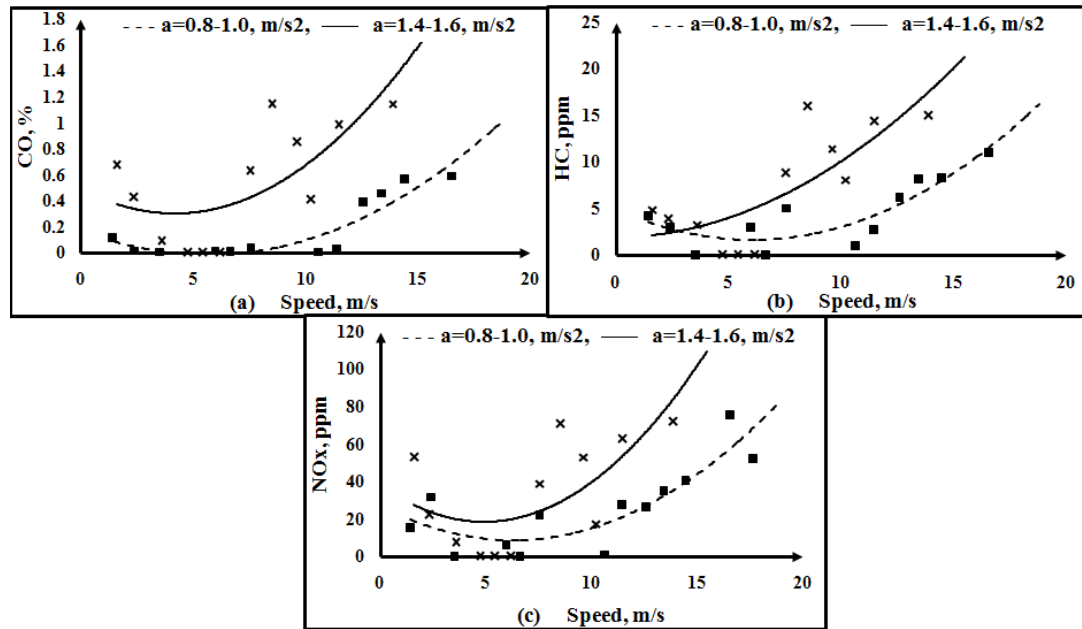 a=0.8-1.0, m/s2, a=1.4-1.6, m/s2
CO, %
1.8
1.6
1.4
1.2
1
0.8
0.6
0.4
0.2
0
0 5 10 15 20
(a) Speed, m/s
a=0.8-1.0, m/s2, a=1.4-1.6, m/s2
HC, ppm
25
20
15
10
5
0
0 5 10 15 20
(b) Speed, m/s
a=0.8-1.0, m/s2, a=1.4-1.6, m/s2
NOx, ppm
120
100
80
60
40
20
0
0 5 10 15 20
(c) Speed, m/s